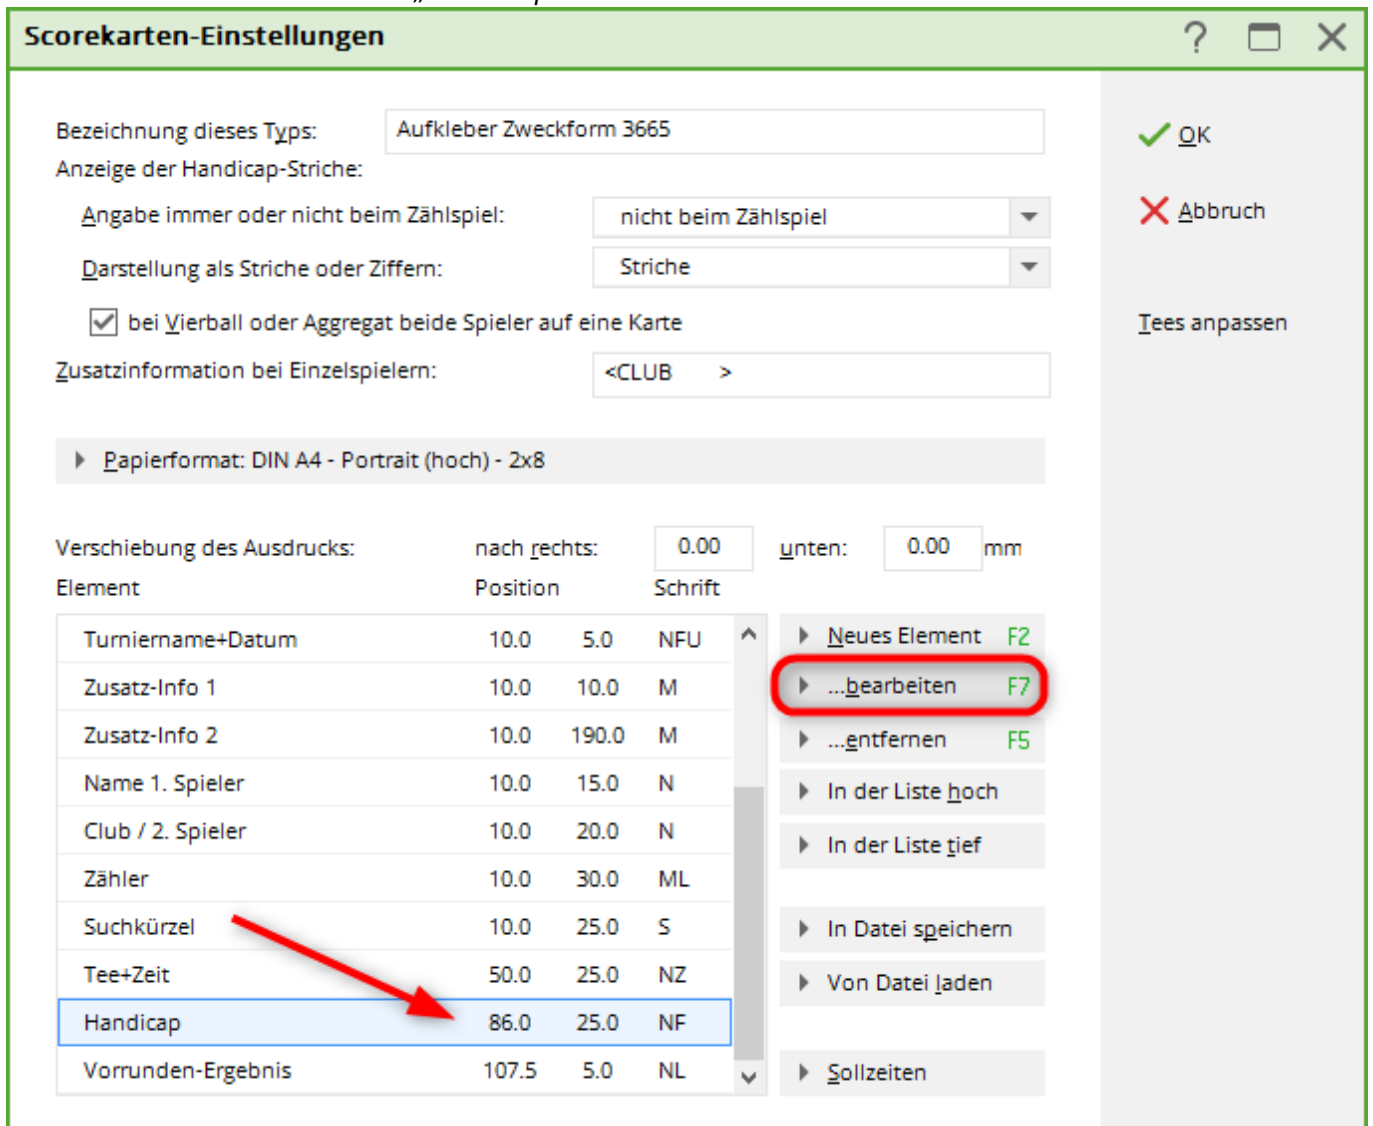 Scorekarten-Einstellungen ?
Bezeichnung dieses Typs: Aufkleber Zweckform 3665
OK
Anzeige der Handicap-Striche:
Angabe immer oder nicht beim Zählspiel: nicht beim Zählspiel
Abbruch
Darstellung als Striche oder Ziffern: Striche
bei Vierball oder Aggregat beide Spieler auf eine Karte
Tees anpassen
Zusatzinformation bei Einzelspielern: <CLUB >
Papierformat: DIN A4 - Portrait (hoch) - 2x8
Verschiebung des Ausdrucks: nach rechts: 0.00 unten: 0.00 mm
Element Position Schrift
Turniername+Datum 10.0 5.0 NFU
Neues Element F2
Zusatz-Info 1 10.0 10.0 M
...bearbeiten F7
Zusatz-Info 2 10.0 190.0 M
...entfernen F5
Name 1. Spieler 10.0 15.0 N
In der Liste hoch
Club / 2. Spieler 10.0 20.0 N
In der Liste tief
Zähler 10.0 30.0 ML
Suchkürzel 10.0 25.0 S
In Datei speichern
Tee+Zeit 50.0 25.0 NZ
Von Datei laden
Handicap 86.0 25.0 NF
Vorrunden-Ergebnis 107.5 5.0 NL
Sollzeiten